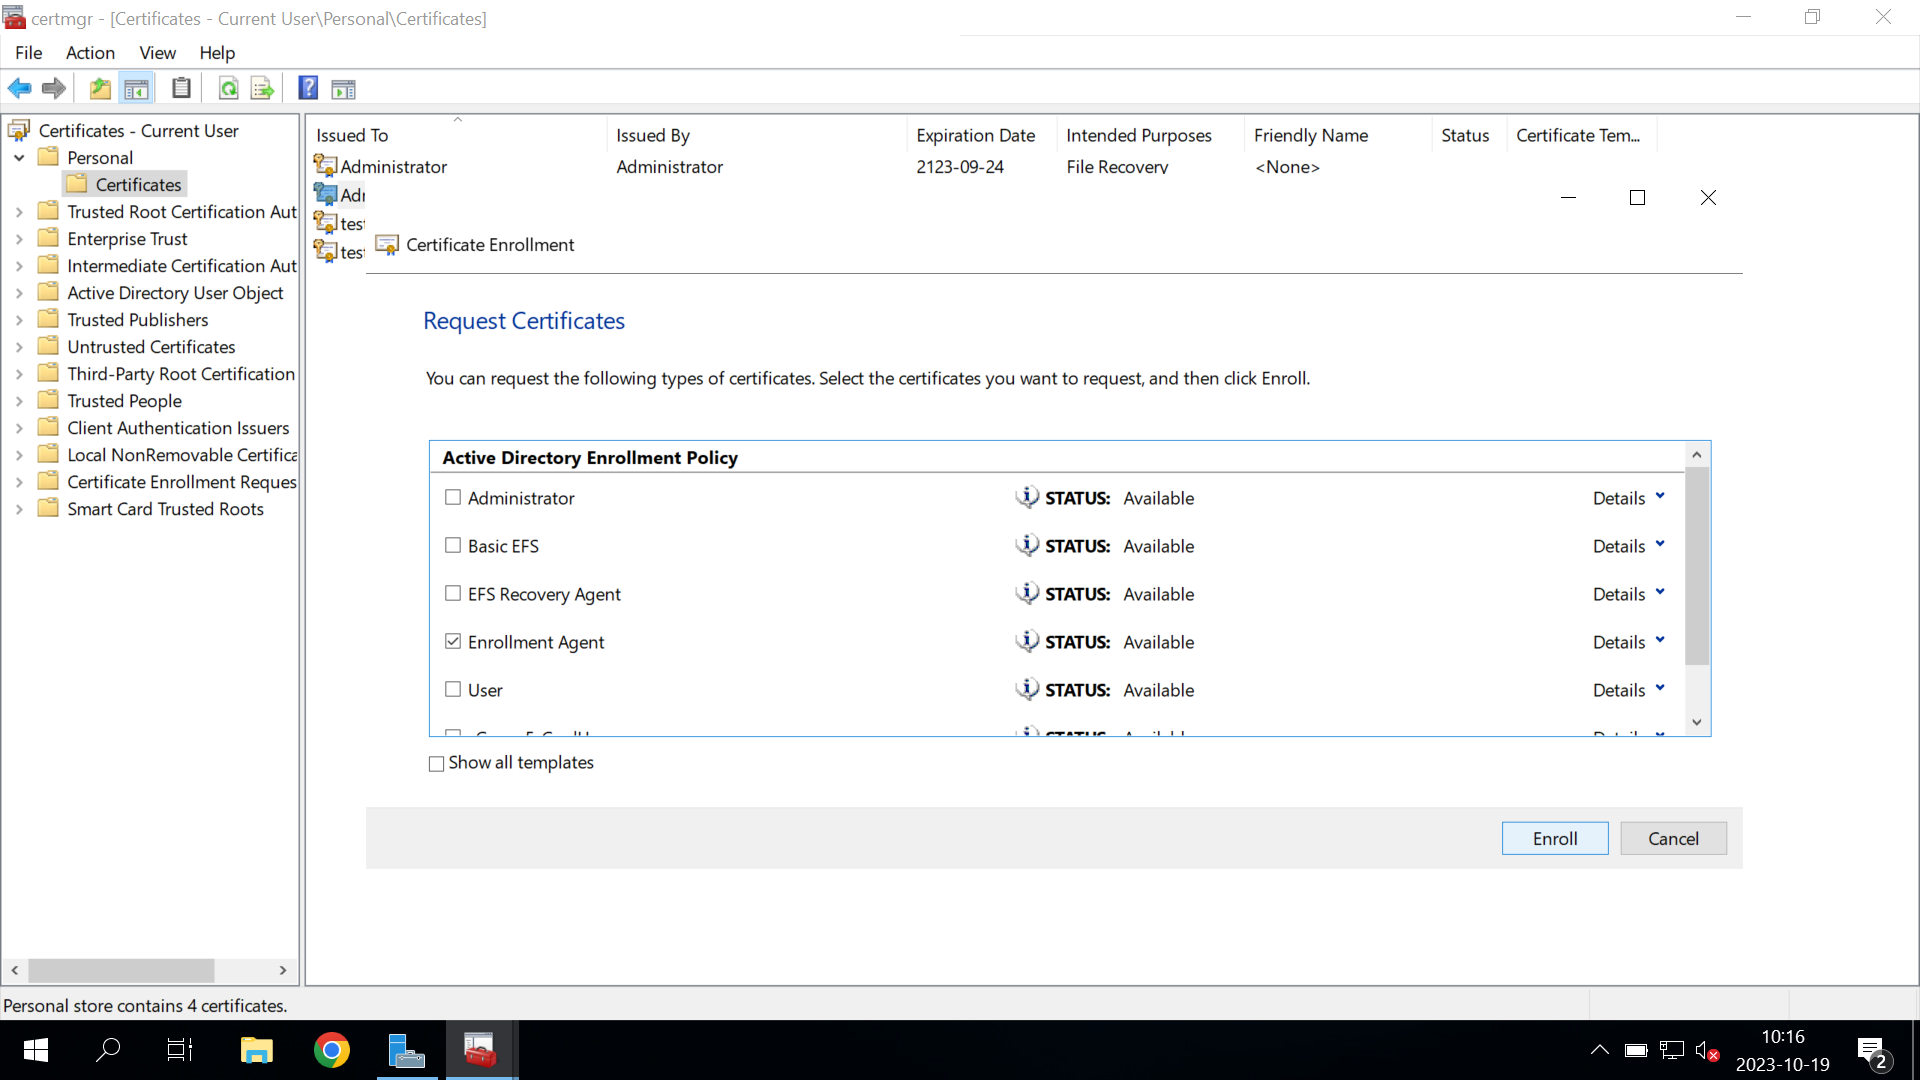 certmgr - [Certificates - Current User\Personal\Certificates]
File Action View Help
Certificates - Current User
Personal
Certificates
Trusted Root Certification Aut
Enterprise Trust
Intermediate Certification Aut
Active Directory User Object
Trusted Publishers
Untrusted Certificates
Third-Party Root Certification
Trusted People
Client Authentication Issuers
Local NonRemovable Certifica
Certificate Enrollment Reques
Smart Card Trusted Roots
Issued To Issued By Expiration Date Intended Purposes Friendly Name Status Certificate Tem...
Administrator Administrator 2123-09-24 File Recovery <None>
Adr
test
test
Certificate Enrollment
Request Certificates
You can request the following types of certificates. Select the certificates you want to request, and then click Enroll.
Active Directory Enrollment Policy
Administrator STATUS: Available Details
Basic EFS STATUS: Available Details
EFS Recovery Agent STATUS: Available Details
Enrollment Agent STATUS: Available Details
User STATUS: Available Details
STATUS: Available Details
Show all templates
Enroll Cancel
Personal store contains 4 certificates.
10:16
2023-10-19
2